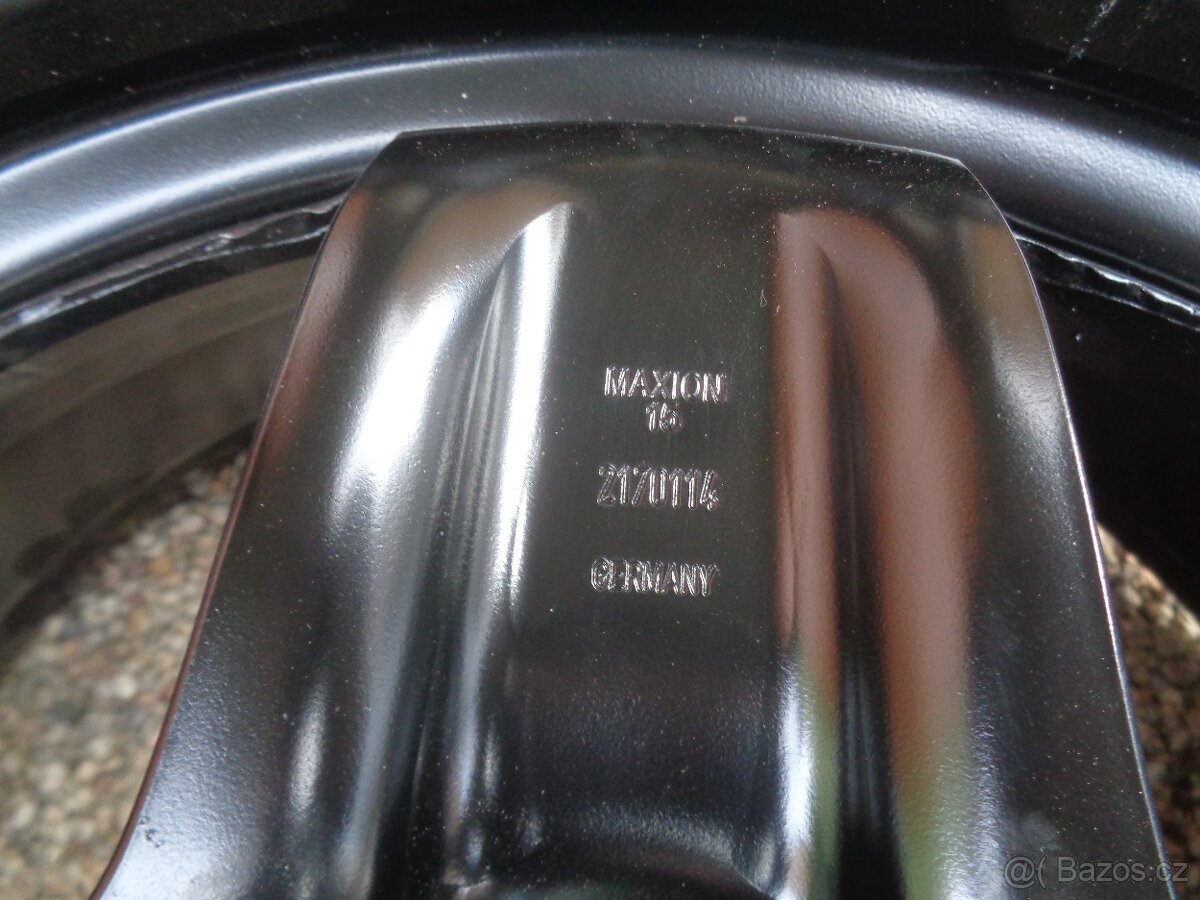 MAXION
15
2170114
GERMANY
@( Bazos.cz